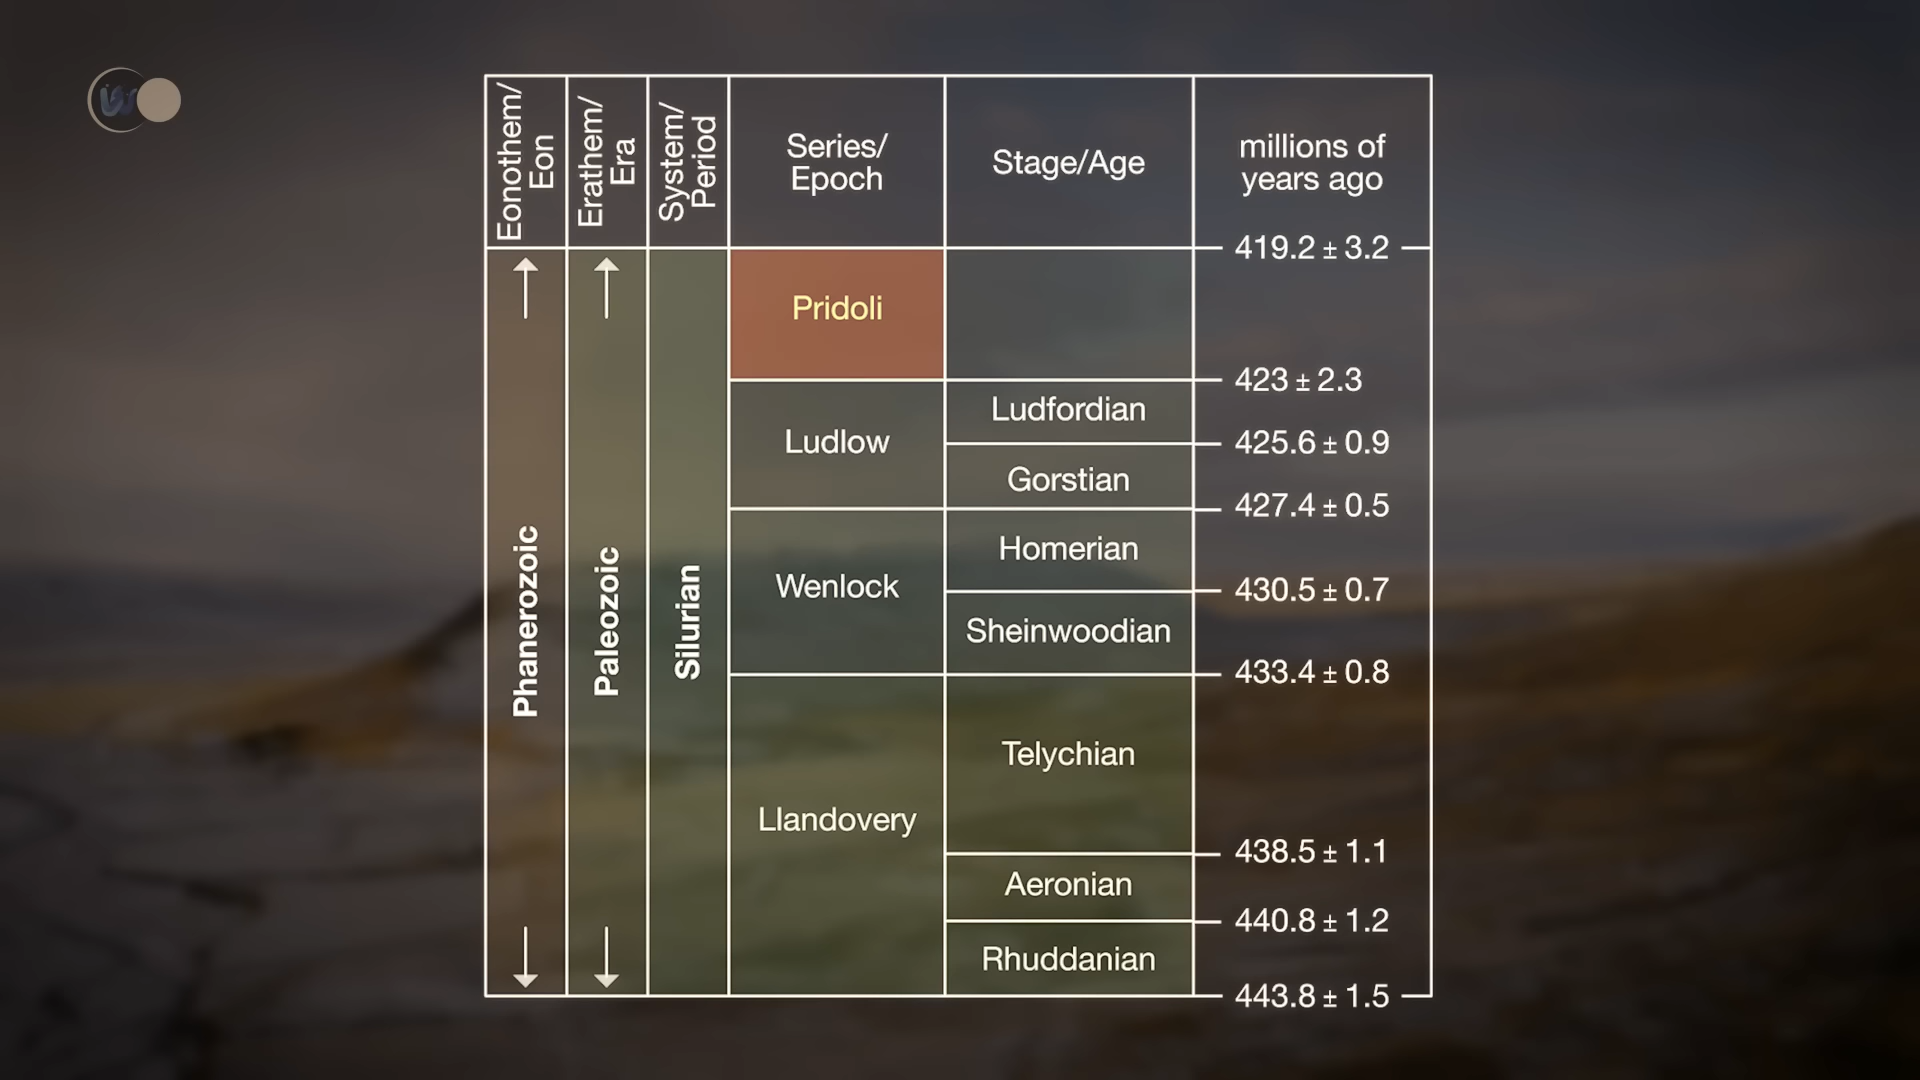 Eonothem/
Eon
Erathem/
Era
System/
Period
Series/
Epoch
Stage/Age
millions of
years ago
419.2 ± 3.2
Pridoli
423 ± 2.3
Ludfordian
Ludlow
425.6 ± 0.9
Gorstian
427.4 ± 0.5
Homerian
Wenlock
430.5 ± 0.7
Sheinwoodian
433.4 ± 0.8
Phanerozoic
Paleozoic
Silurian
Telychian
Llandovery
438.5 ± 1.1
Aeronian
440.8 ± 1.2
Rhuddanian
443.8 ± 1.5